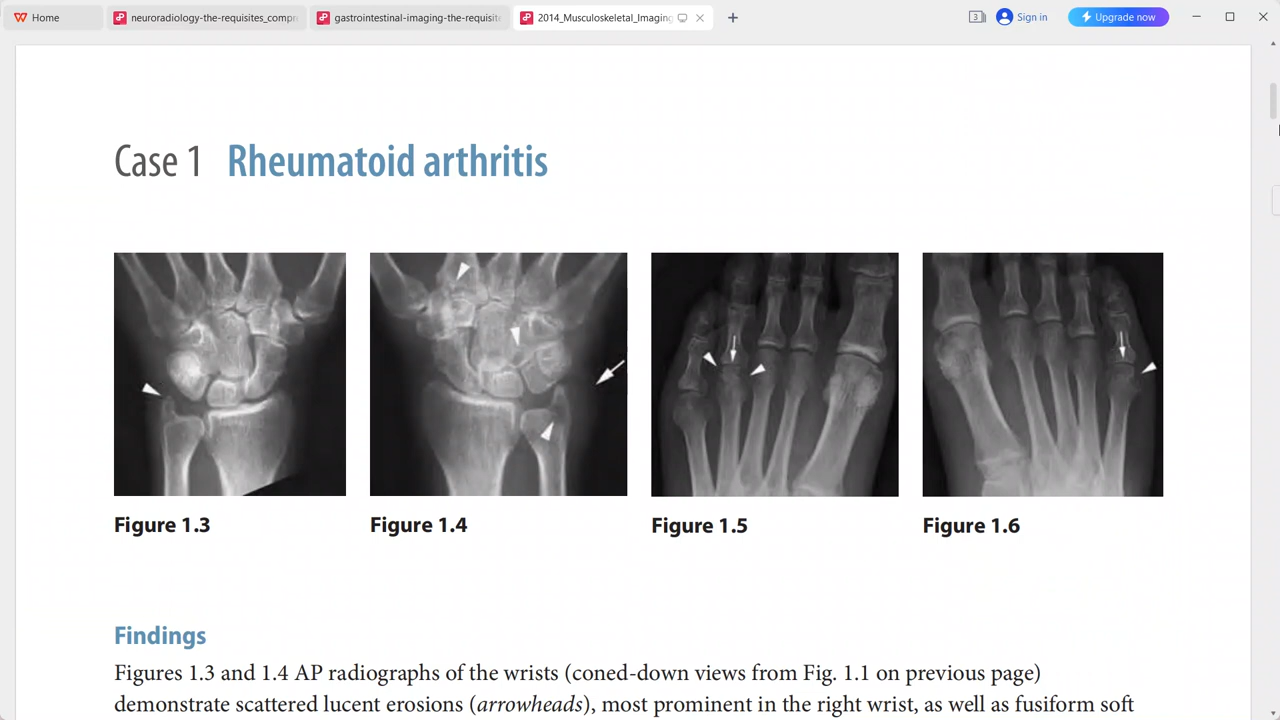 Home
neuroradiology-the-requisites_compr
gastrointestinal-imaging-the-requisite
2014_Musculoskeletal_Imaging
3
Sign in
Upgrade now
Case 1 Rheumatoid arthritis
Figure 1.3
Figure 1.4
Figure 1.5
Figure 1.6
Findings
Figures 1.3 and 1.4 AP radiographs of the wrists (coned-down views from Fig. 1.1 on previous page)
demonstrate scattered lucent erosions (arrowheads), most prominent in the right wrist, as well as fusiform soft